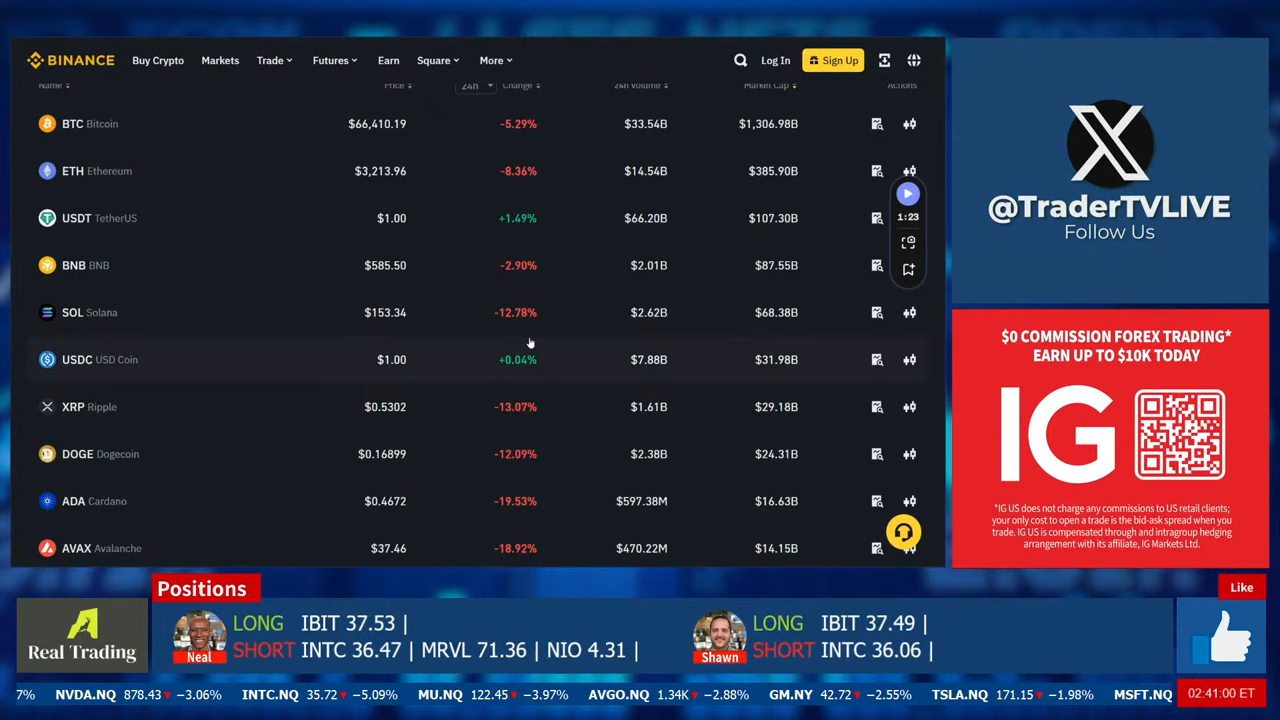 BINANCE Buy Crypto Markets Trade Futures Earn Square More Log In Sign Up
Name Price 24h Change 24h Volume Market Cap Actions
BTC Bitcoin $66,410.19 -5.29% $33.54B $1,306.98B
ETH Ethereum $3,213.96 -8.36% $14.54B $385.90B
USDT TetherUS $1.00 +1.49% $66.20B $107.30B
1:23
BNB BNB $585.50 -2.90% $2.01B $87.55B
SOL Solana $153.34 -12.78% $2.62B $68.38B
USDC USD Coin $1.00 +0.04% $7.88B $31.98B
XRP Ripple $0.5302 -13.07% $1.61B $29.18B
DOGE Dogecoin $0.16899 -12.09% $2.38B $24.31B
ADA Cardano $0.4672 -19.53% $597.38M $16.63B
AVAX Avalanche $37.46 -18.92% $470.22M $14.15B
@TraderTVLIVE
Follow Us
$0 COMMISSION FOREX TRADING*
EARN UP TO $10K TODAY
IG
*IG US does not charge any commissions to US retail clients;
your only cost to open a trade is the bid-ask spread when you
trade. IG US is compensated through and intragroup hedging
arrangement with its affiliate, IG Markets Ltd.
Positions
Like
Real Trading
Neal
LONG IBIT 37.53 |
SHORT INTC 36.47 | MRVL 71.36 | NIO 4.31 |
Shawn
LONG IBIT 37.49 |
SHORT INTC 36.06 |
7% NVDA.NQ 878.43 −3.06% INTC.NQ 35.72 −5.09% MU.NQ 122.45 −3.97% AVGO.NQ 1.34K −2.88% GM.NY 42.72 −2.55% TSLA.NQ 171.15 −1.98% MSFT.NQ
02:41:00 ET